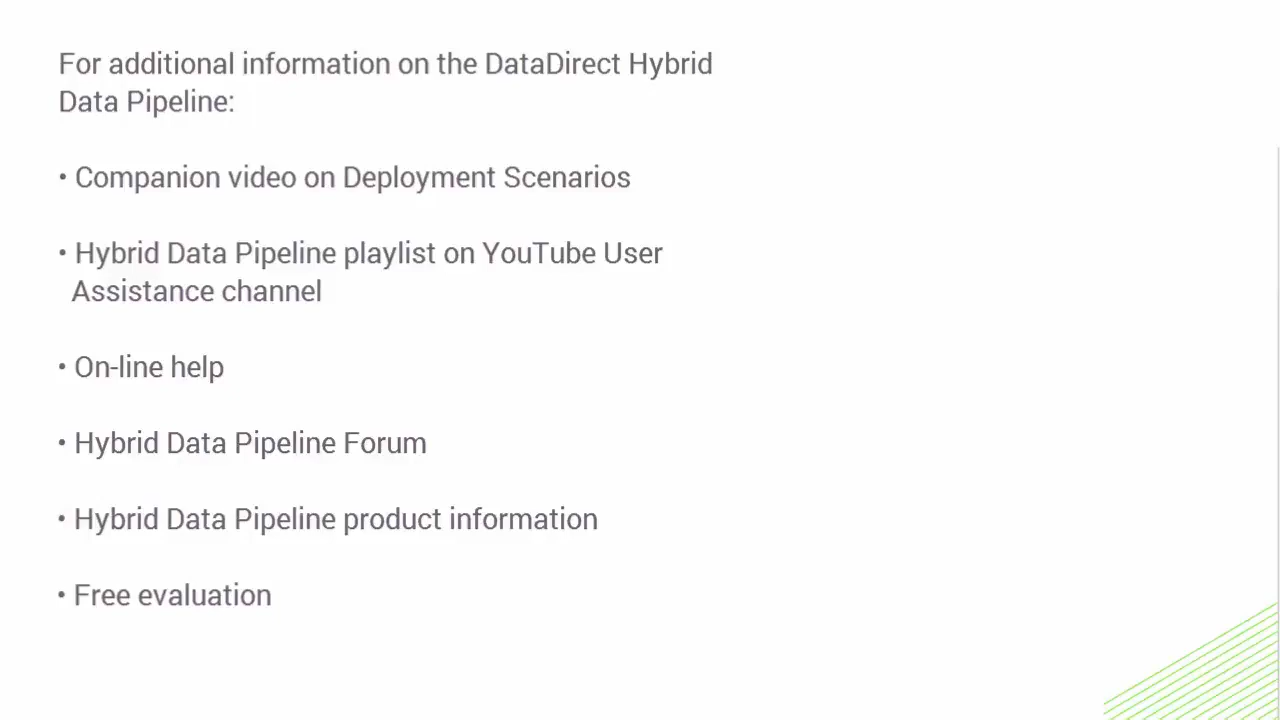 For additional information on the DataDirect Hybrid
Data Pipeline:
• Companion video on Deployment Scenarios
• Hybrid Data Pipeline playlist on YouTube User
Assistance channel
• On-line help
• Hybrid Data Pipeline Forum
• Hybrid Data Pipeline product information
• Free evaluation